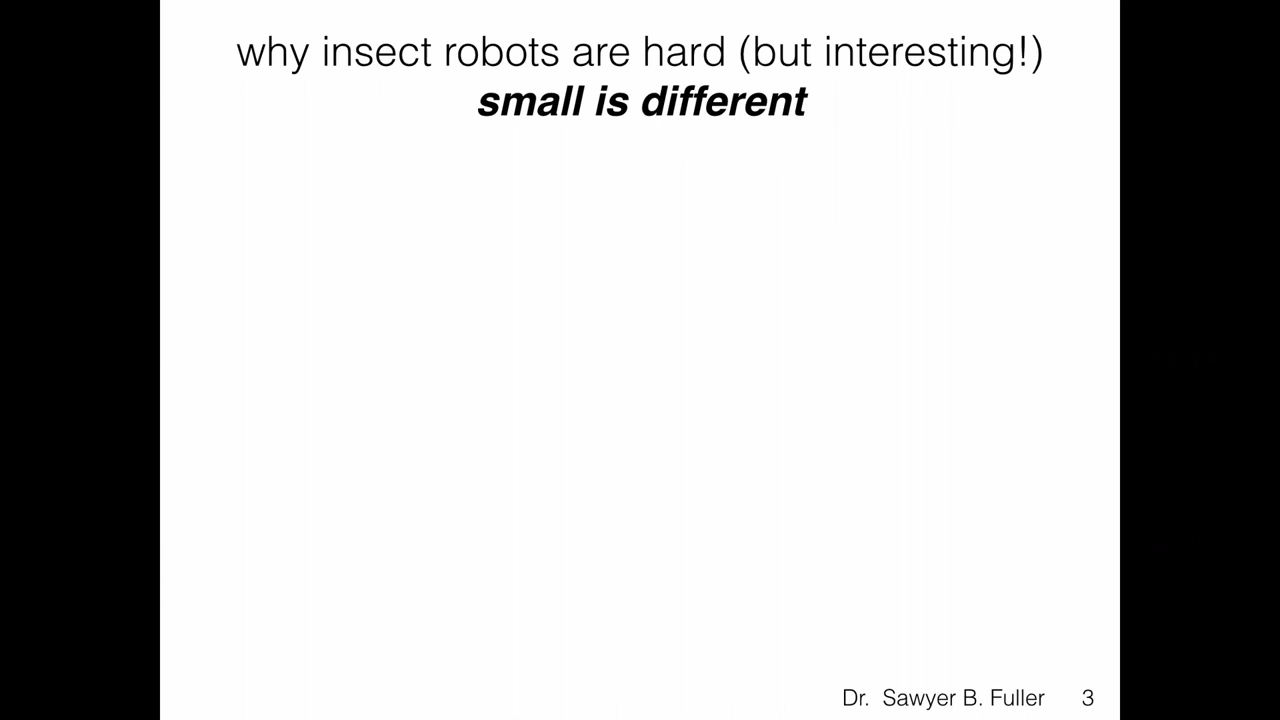 why insect robots are hard (but interesting!)
small is different
Dr. Sawyer B. Fuller 3